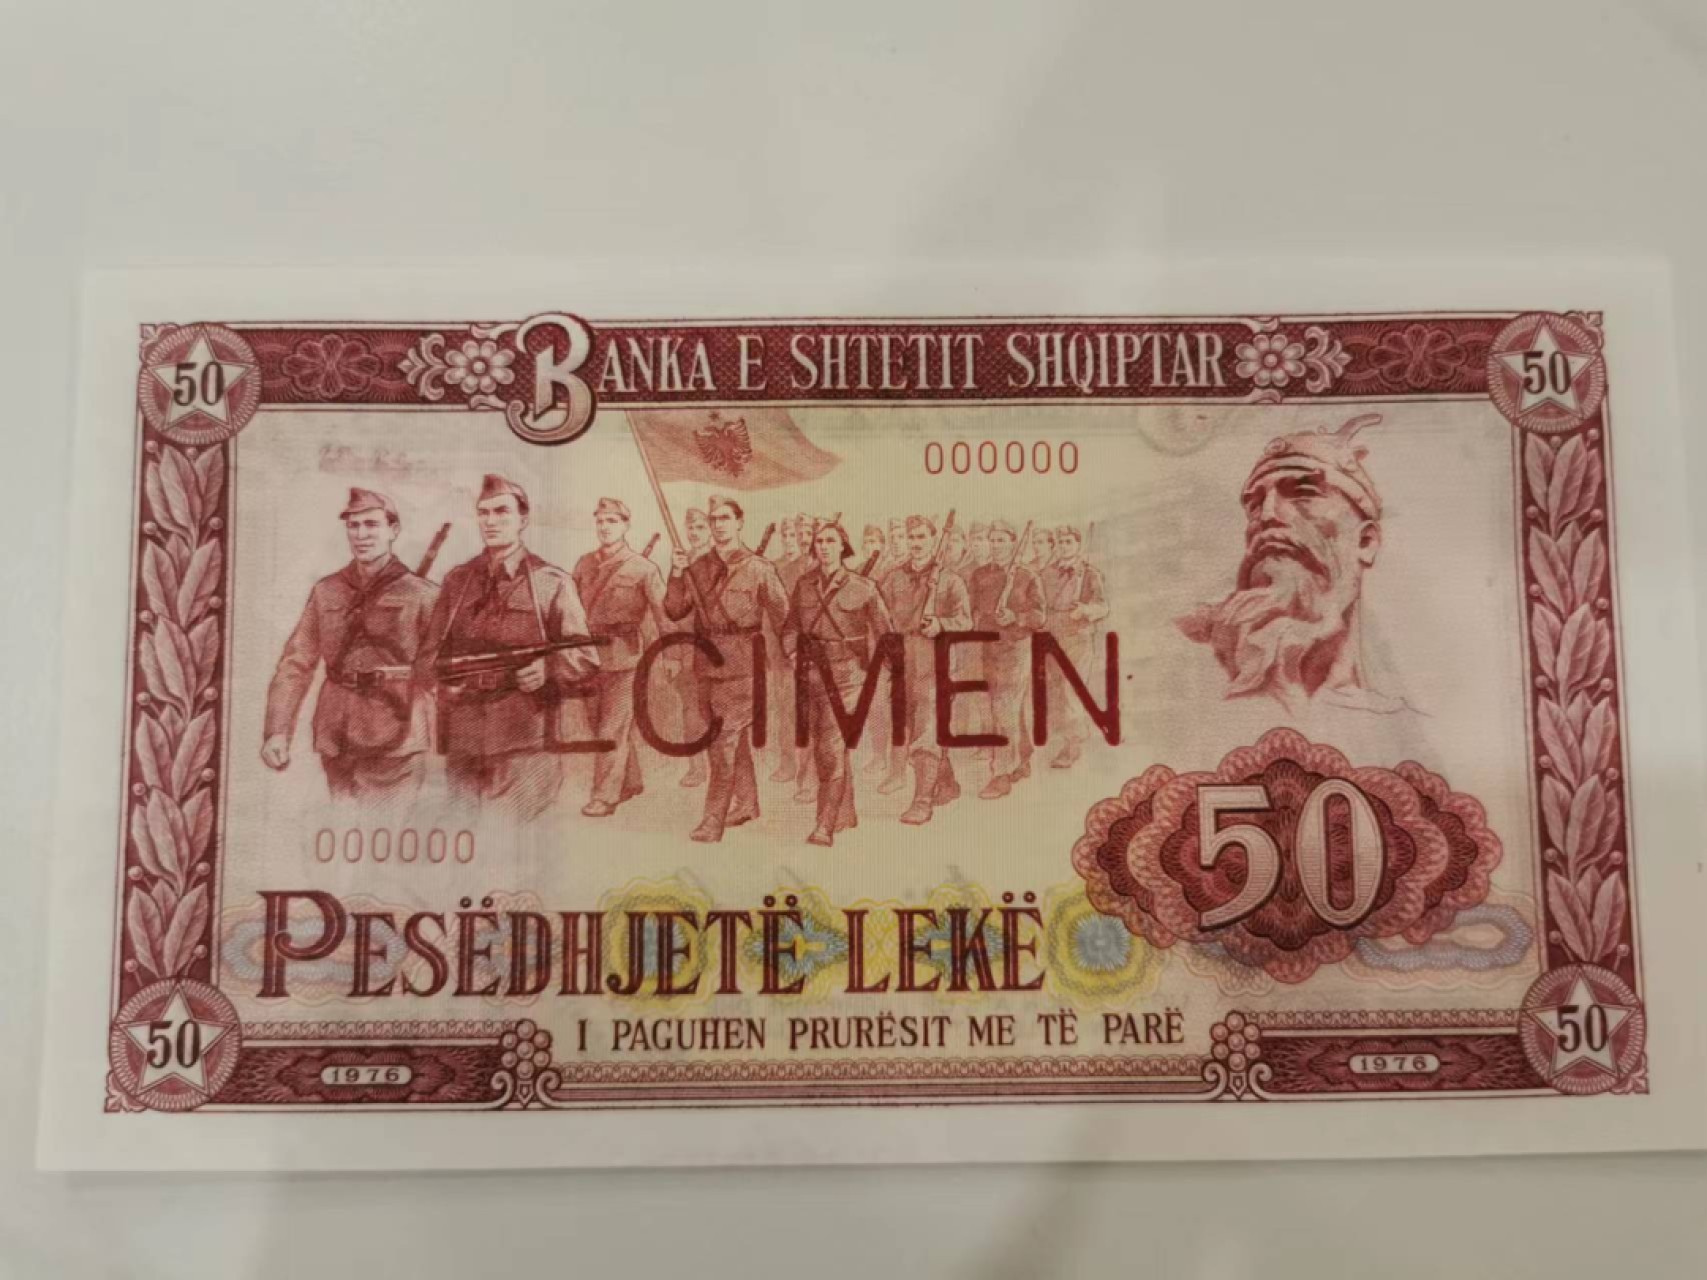 50 BANKA E SHTETIT SHQIPTAR 50
000000
SPECIMEN
50
000000
PESËDHJETË LEKË
I PAGUHEN PRURËSIT ME TË PARË
50 50
1976 1976